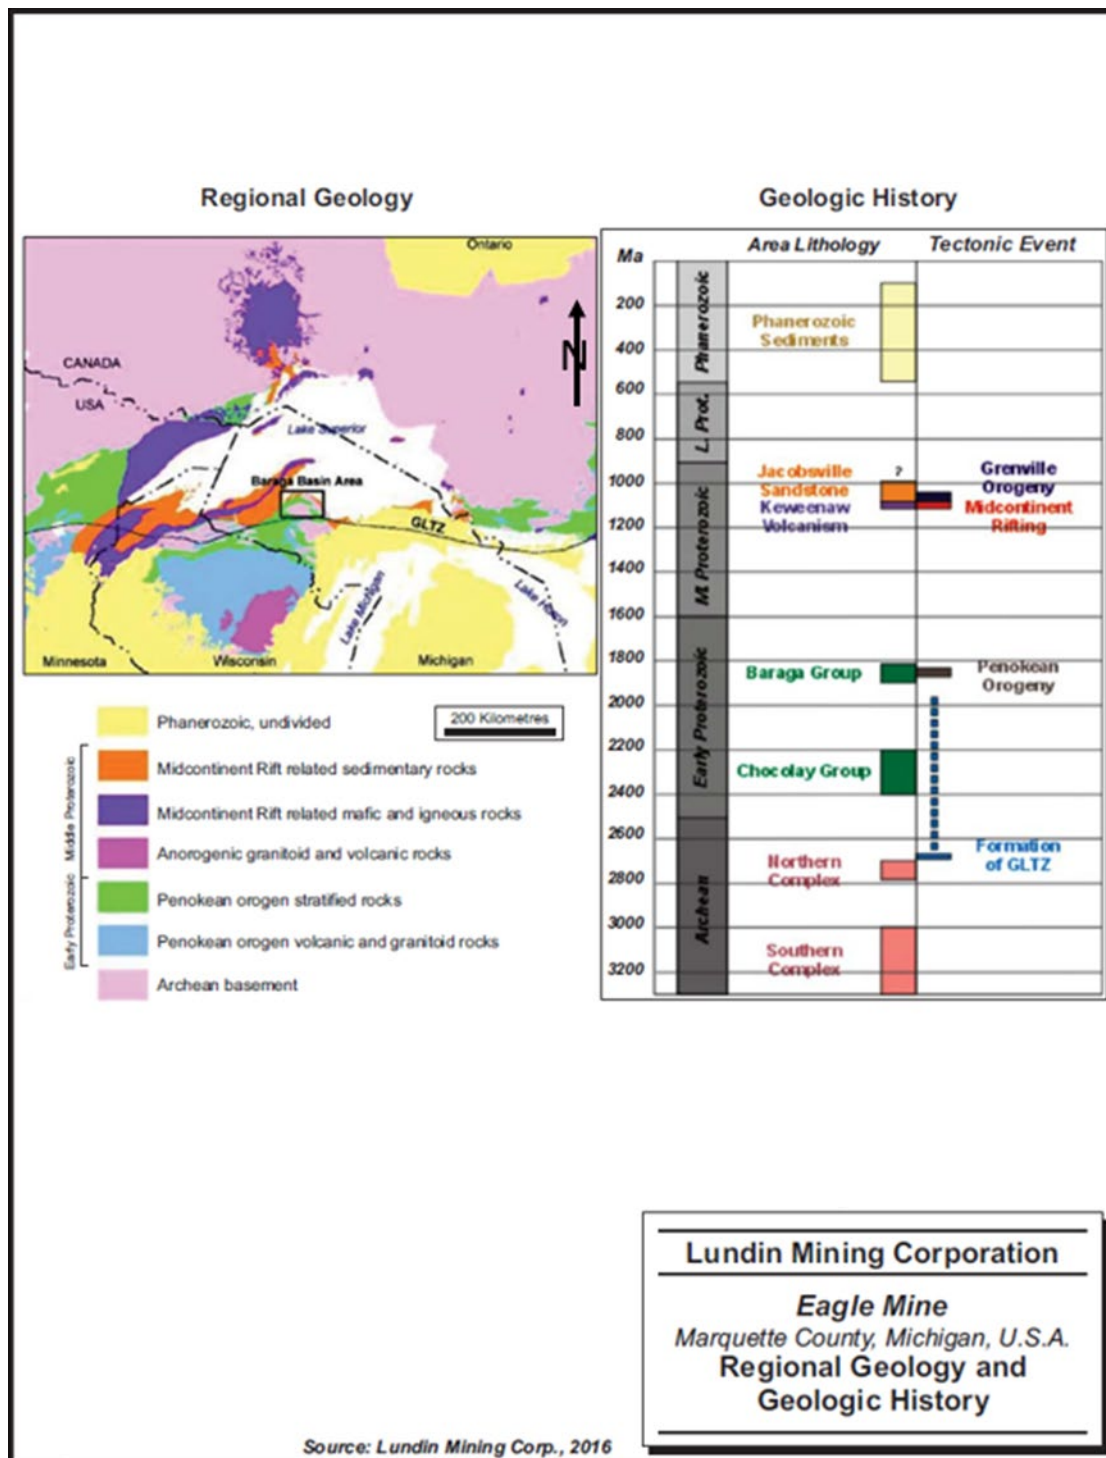 Regional Geology
Ontario
N
CANADA
USA
Lake Superior
Baraga Basin Area
GLTZ
Lake Michigan
Lake Huron
Minnesota
Wisconsin
Michigan
200 Kilometres
Phanerozoic, undivided
Midcontinent Rift related sedimentary rocks
Midcontinent Rift related mafic and igneous rocks
Anorogenic granitoid and volcanic rocks
Penokean orogen stratified rocks
Penokean orogen volcanic and granitoid rocks
Archean basement
Middle Proterozoic
Early Proterozoic
Geologic History
Area Lithology
Tectonic Event
Ma
200
400
600
800
1000
1200
1400
1600
1800
2000
2200
2400
2600
2800
3000
3200
Phanerozoic
L. Prot.
M. Proterozoic
Early Proterozoic
Archean
Phanerozoic
Sediments
?
Jacobsville
Sandstone
Keweenaw
Volcanism
Baraga Group
Chocolay Group
Northern
Complex
Southern
Complex
Grenville
Orogeny
Midcontinent
Rifting
Penokean
Orogeny
Formation
of GLTZ
Lundin Mining Corporation
Eagle Mine
Marquette County, Michigan, U.S.A.
Regional Geology and
Geologic History
Source: Lundin Mining Corp., 2016